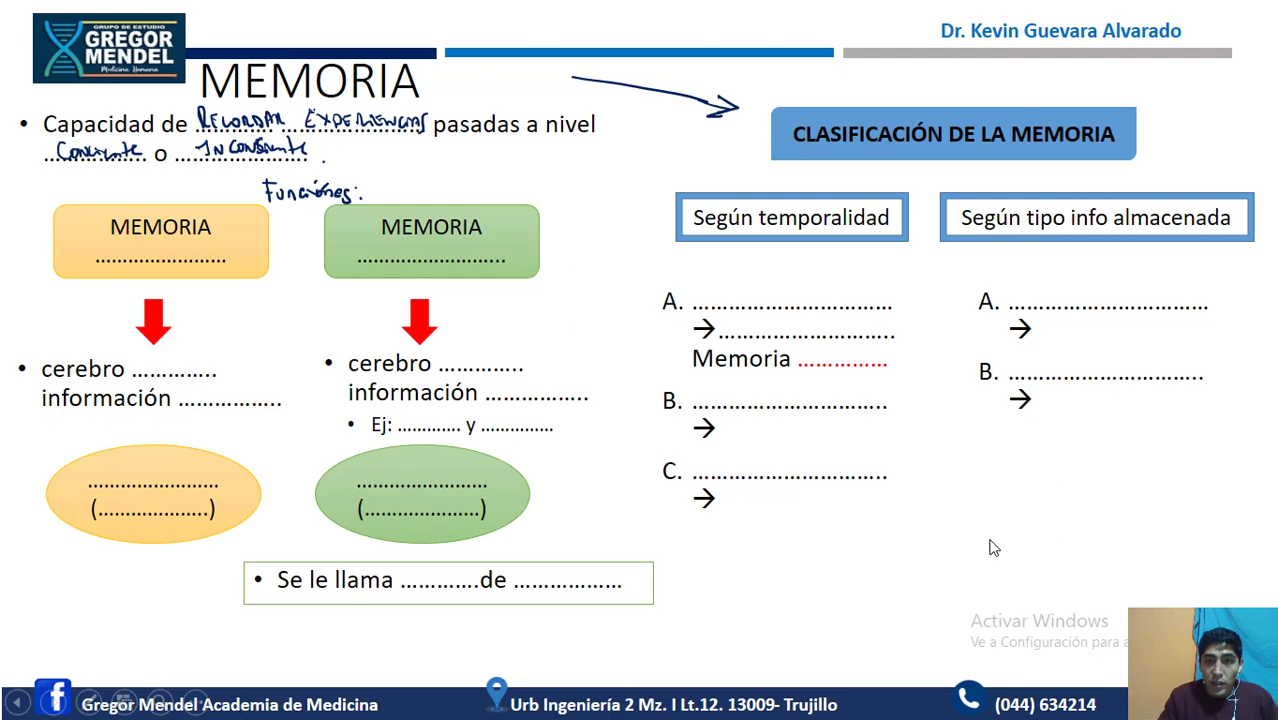 GRUPO DE ESTUDIO
GREGOR
MENDEL
Medicina Humana
Dr. Kevin Guevara Alvarado
MEMORIA
• Capacidad de RECORDAR EXPERIENCIAS pasadas a nivel
Conciente o INCONSIENTE.
Funciones:
MEMORIA
……………………
MEMORIA
……………………...
• cerebro …………..
información ……………..
• cerebro …………..
información ……………..
• Ej: …………. y ……………
……………………
(………………..)
……………………
(…………………)
• Se le llama ………….de ………………
CLASIFICACIÓN DE LA MEMORIA
Según temporalidad
Según tipo info almacenada
A. ……………………………
→…………………………..
Memoria ……………
B. …………………………..
→
C. …………………………..
→
A. ……………………………
→
B. …………………………..
→
Activar Windows
Ve a Configuración para a
Gregor Mendel Academia de Medicina
Urb Ingeniería 2 Mz. I Lt.12. 13009- Trujillo
(044) 634214